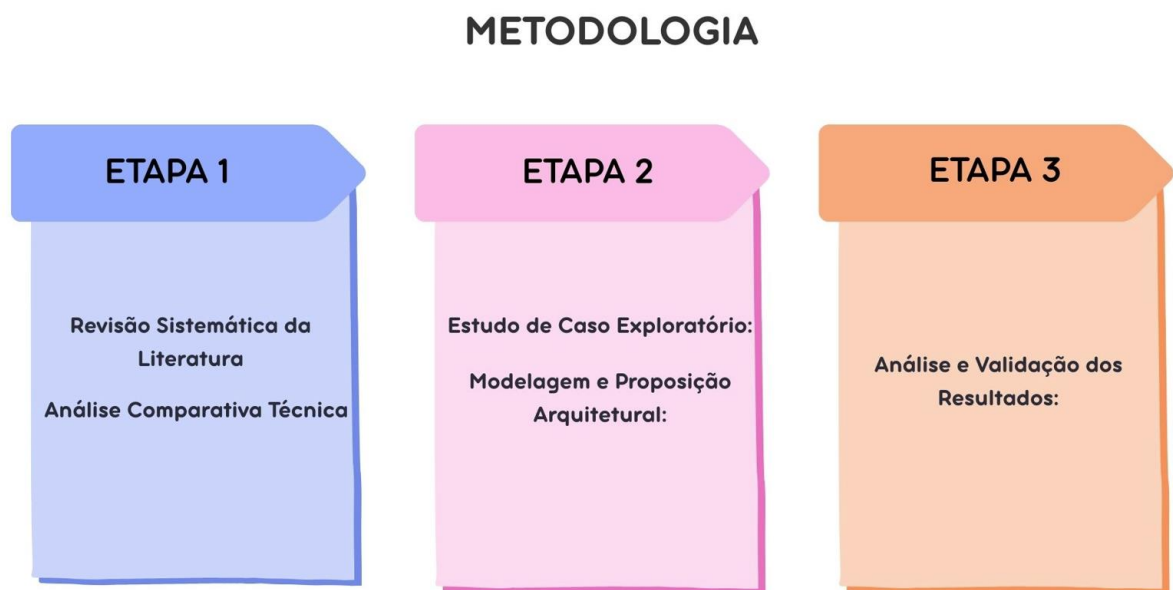 METODOLOGIA
ETAPA 1
Revisão Sistemática da
Literatura
Análise Comparativa Técnica
ETAPA 2
Estudo de Caso Exploratório:
Modelagem e Proposição
Arquitetural:
ETAPA 3
Análise e Validação dos
Resultados: